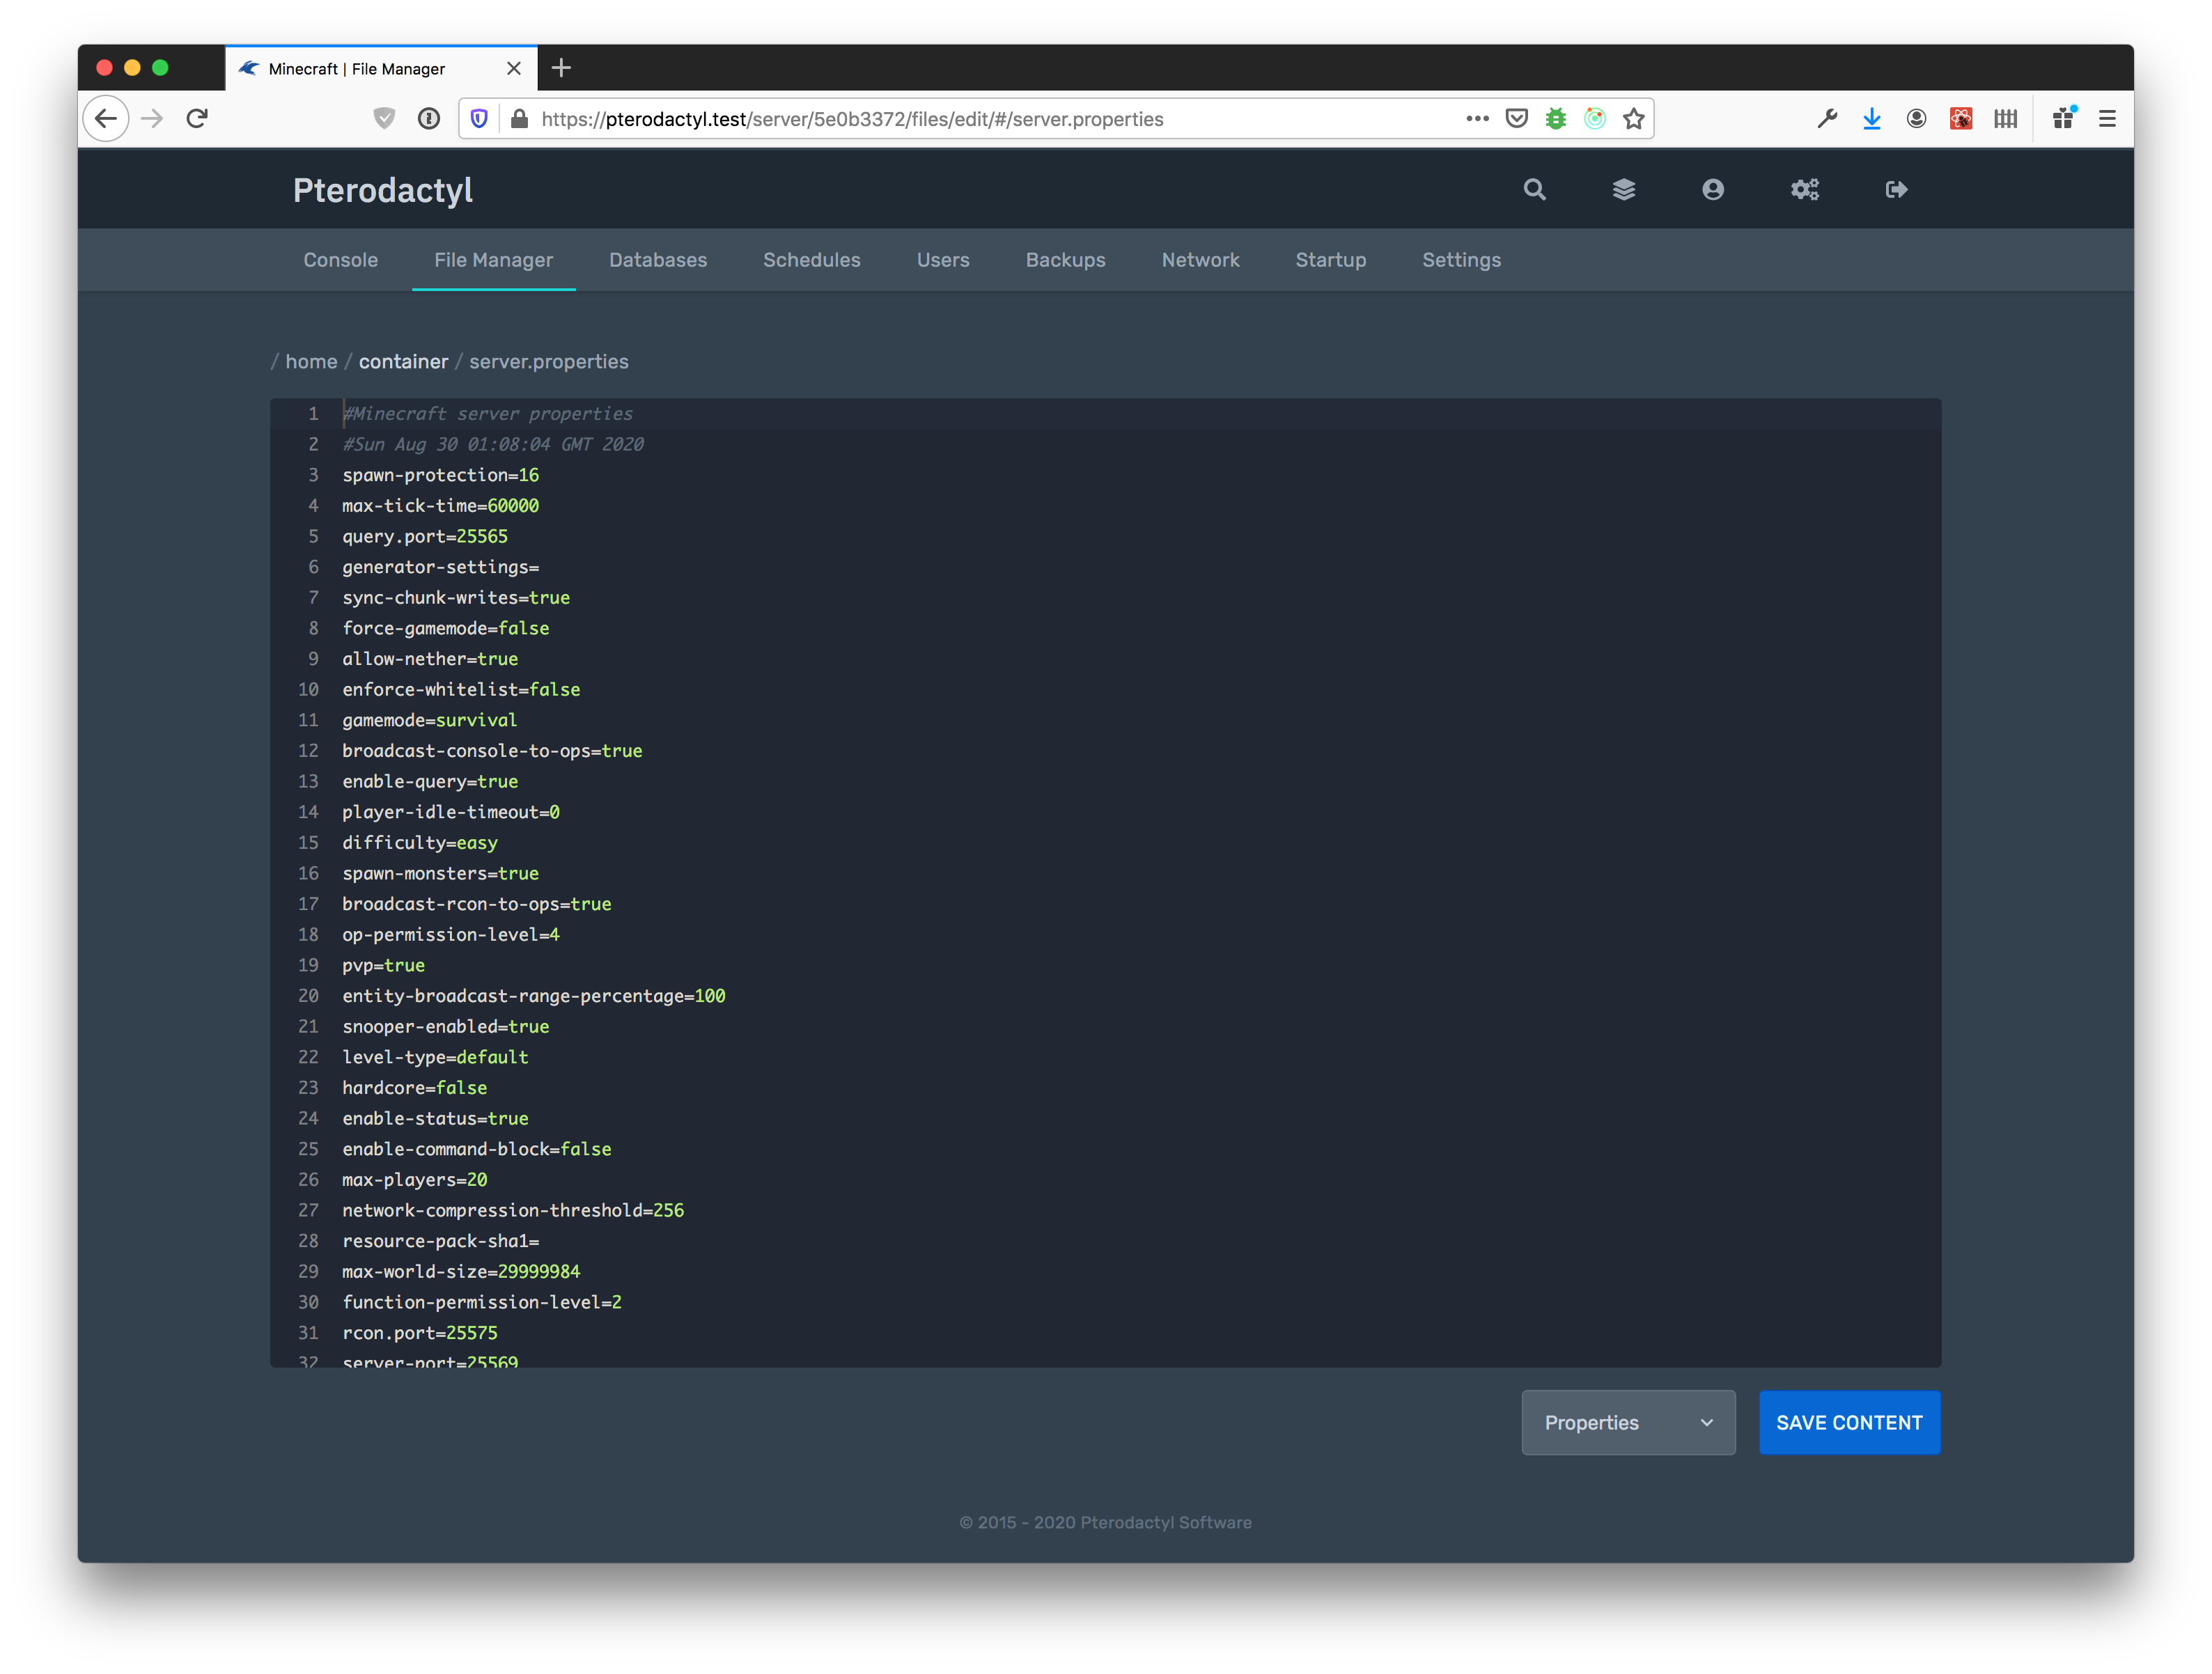 Minecraft | File Manager
https://pterodactyl.test/server/5e0b3372/files/edit/#/server.properties
Pterodactyl
Console File Manager Databases Schedules Users Backups Network Startup Settings
/ home / container / server.properties
1 #Minecraft server properties
2 #Sun Aug 30 01:08:04 GMT 2020
3 spawn-protection=16
4 max-tick-time=60000
5 query.port=25565
6 generator-settings=
7 sync-chunk-writes=true
8 force-gamemode=false
9 allow-nether=true
10 enforce-whitelist=false
11 gamemode=survival
12 broadcast-console-to-ops=true
13 enable-query=true
14 player-idle-timeout=0
15 difficulty=easy
16 spawn-monsters=true
17 broadcast-rcon-to-ops=true
18 op-permission-level=4
19 pvp=true
20 entity-broadcast-range-percentage=100
21 snooper-enabled=true
22 level-type=default
23 hardcore=false
24 enable-status=true
25 enable-command-block=false
26 max-players=20
27 network-compression-threshold=256
28 resource-pack-sha1=
29 max-world-size=29999984
30 function-permission-level=2
31 rcon.port=25575
32 server-port=25569
Properties SAVE CONTENT
© 2015 - 2020 Pterodactyl Software